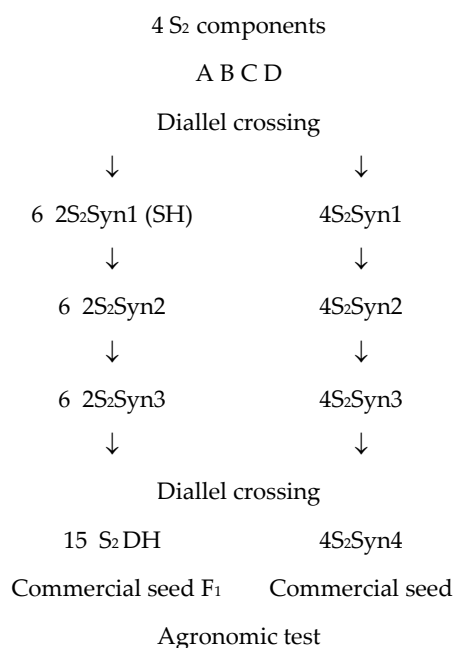 4 S₂ components
A B C D
Diallel crossing
↓ ↓
6 2S₂Syn1 (SH) 4S₂Syn1
↓ ↓
6 2S₂Syn2 4S₂Syn2
↓ ↓
6 2S₂Syn3 4S₂Syn3
↓ ↓
Diallel crossing
15 S₂ DH 4S₂Syn4
Commercial seed F₁ Commercial seed
Agronomic test